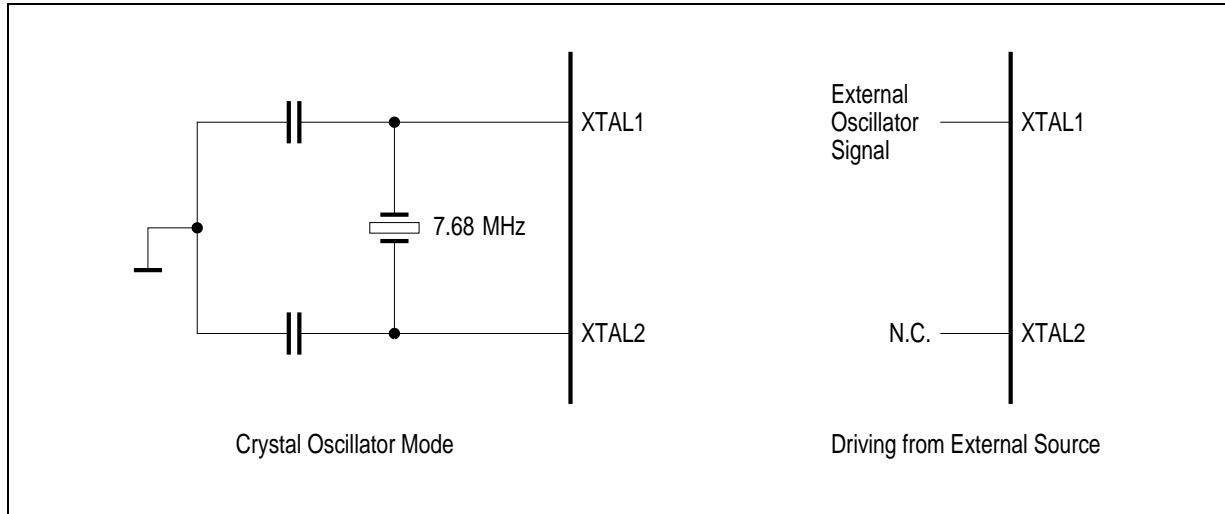 XTAL1
7.68 MHz
XTAL2
Crystal Oscillator Mode
External
Oscillator
Signal
XTAL1
N.C.
XTAL2
Driving from External Source